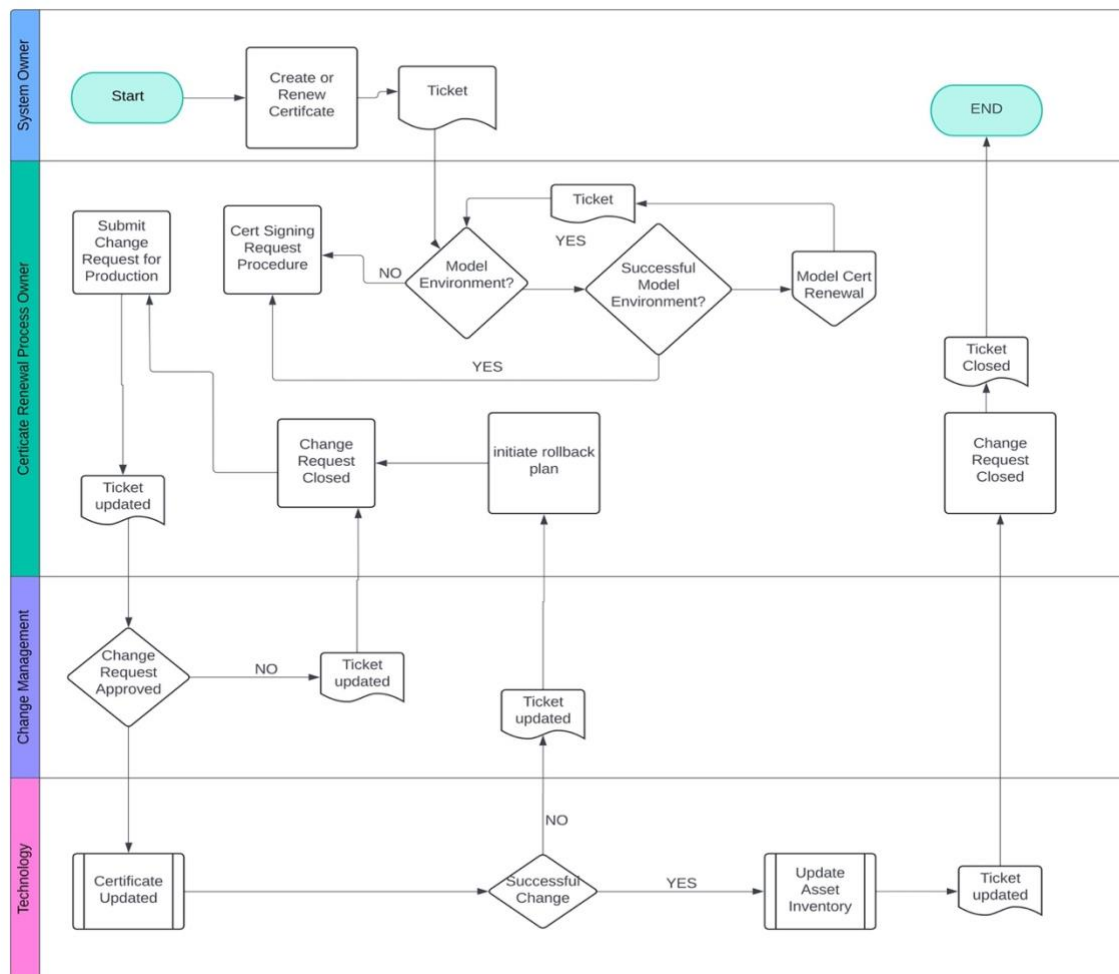 System Owner
Start
Create or
Renew
Certifcate
Ticket
END
Certicate Renewal Process Owner
Submit
Change
Request for
Production
Cert Signing
Request
Procedure
NO
Model
Environment?
Ticket
YES
Successful
Model
Environment?
Model Cert
Renewal
YES
Ticket
Closed
Ticket
updated
Change
Request
Closed
initiate rollback
plan
Change
Request
Closed
Change Management
Change
Request
Approved
NO
Ticket
updated
Ticket
updated
Technology
Certificate
Updated
NO
Successful
Change
YES
Update
Asset
Inventory
Ticket
updated